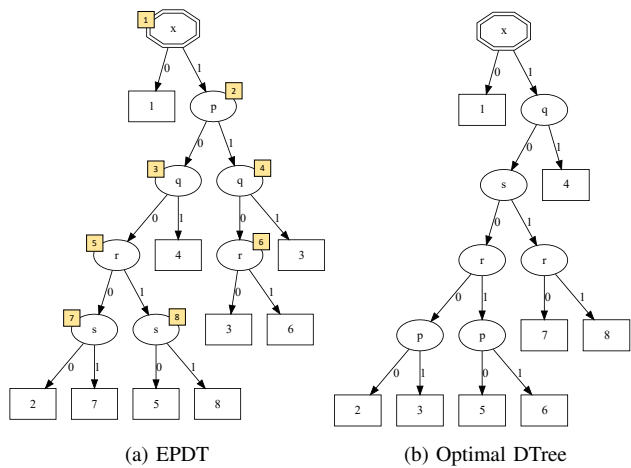 1 x x
0 1 0 1
1 p 2 1 q
0 1 0 1
3 q q 4 s 4
0 1 0 1 0 1
5 r 4 r 6 3 r r
0 1 0 1 0 1 0 1
7 s s 8 3 6 p p 7 8
0 1 0 1 0 1 0 1
2 7 5 8 2 3 5 6
(a) EPDT (b) Optimal DTree